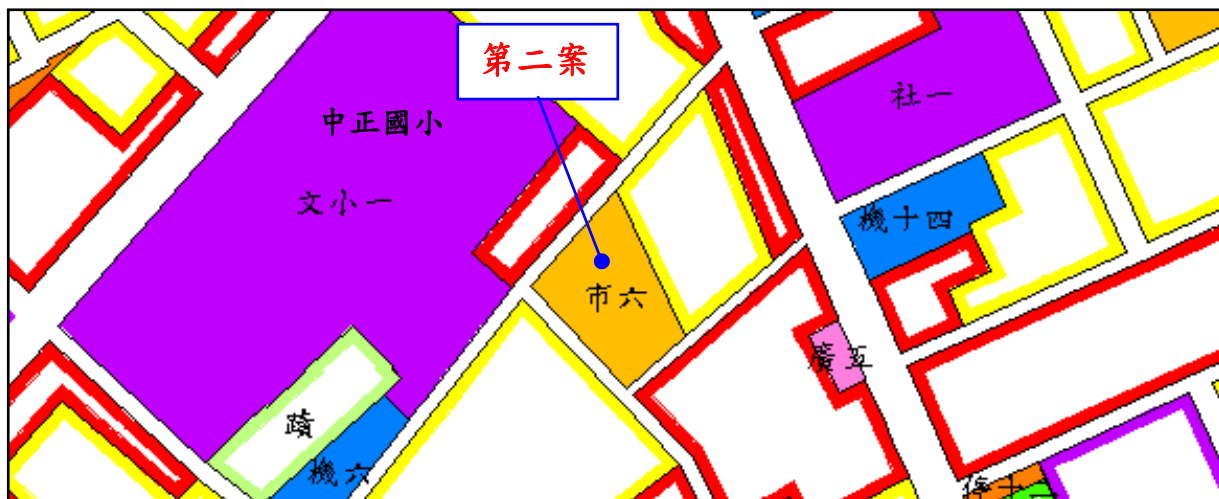 第二案
中正國小
社一
文小一
機十四
市六
廣五
蹟
機六